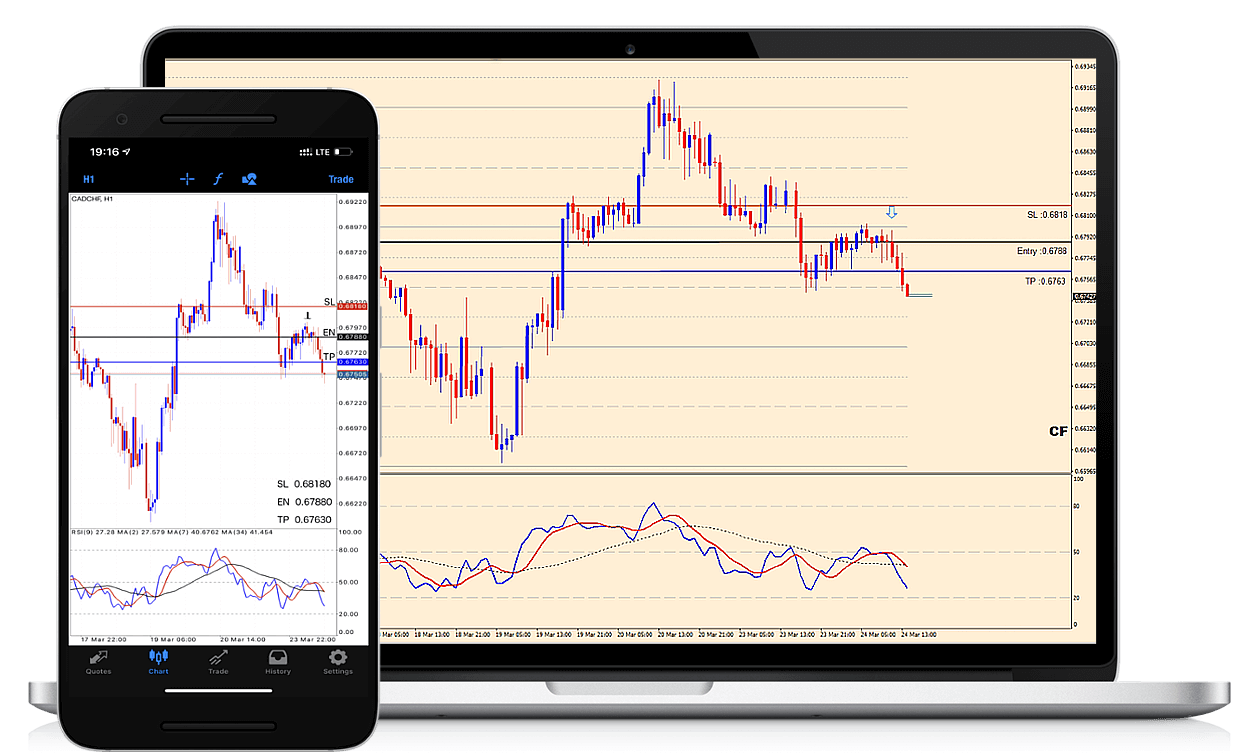 19:16
LTE
H1
f
Trade
CADCHF, H1
0.69220
0.68970
0.68720
0.68470
SL
0.68180
0.67970
EN
0.67880
0.67720
TP
0.67630
0.67470
0.67220
0.66970
0.66720
0.66470
0.66220
SL 0.68180
EN 0.67880
TP 0.67630
RSI(9) 27.28 MA(2) 27.579 MA(7) 40.6762 MA(34) 41.454
100.00
80.00
50.00
20.00
0.00
17 Mar 22:00
19 Mar 06:00
20 Mar 14:00
23 Mar 22:00
Quotes
Chart
Trade
History
Settings
0.69345
0.69165
0.68990
0.68810
0.68630
0.68455
0.68275
0.68100
SL :0.6818
0.67920
0.67745
Entry :0.6788
0.67565
TP :0.6763
0.67210
0.67030
0.66855
0.66675
0.66495
0.66320
CF
0.66140
0.65965
100
80
50
20
0
Mar 05:00
18 Mar 13:00
18 Mar 21:00
19 Mar 05:00
19 Mar 13:00
19 Mar 21:00
20 Mar 05:00
20 Mar 13:00
20 Mar 21:00
23 Mar 05:00
23 Mar 13:00
23 Mar 21:00
24 Mar 05:00
24 Mar 13:00